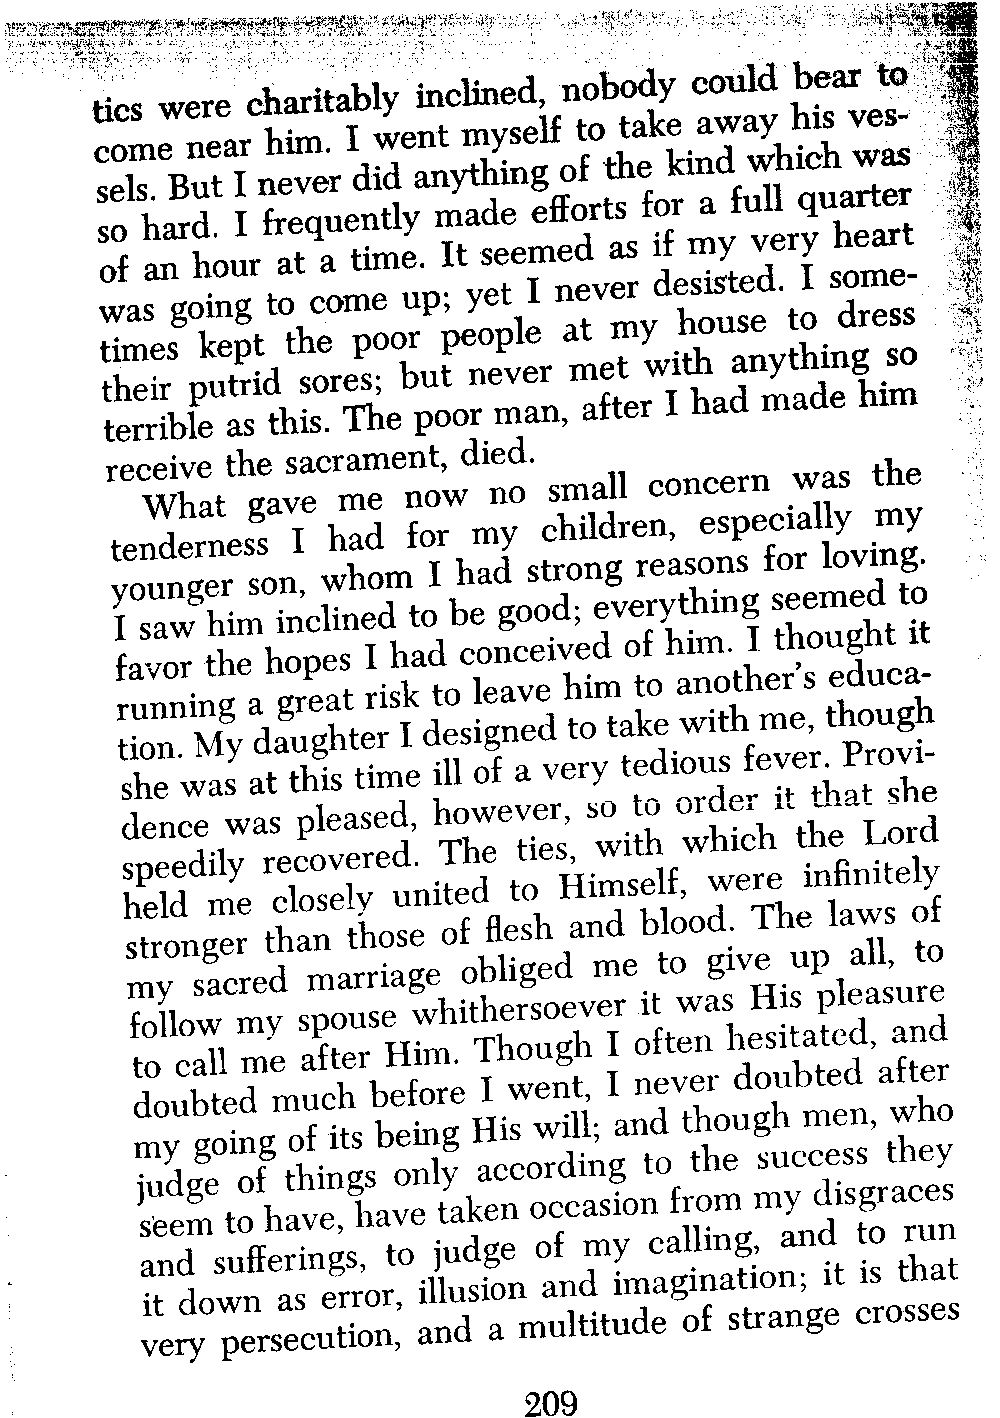 tics were charitably inclined, nobody could bear to
come near him. I went myself to take away his ves-
sels. But I never did anything of the kind which was
so hard. I frequently made efforts for a full quarter
of an hour at a time. It seemed as if my very heart
was going to come up; yet I never desisted. I some-
times kept the poor people at my house to dress
their putrid sores; but never met with anything so
terrible as this. The poor man, after I had made him
receive the sacrament, died.
What gave me now no small concern was the
tenderness I had for my children, especially my
younger son, whom I had strong reasons for loving.
I saw him inclined to be good; everything seemed to
favor the hopes I had conceived of him. I thought it
running a great risk to leave him to another's educa-
tion. My daughter I designed to take with me, though
she was at this time ill of a very tedious fever. Provi-
dence was pleased, however, so to order it that she
speedily recovered. The ties, with which the Lord
held me closely united to Himself, were infinitely
stronger than those of flesh and blood. The laws of
my sacred marriage obliged me to give up all, to
follow my spouse whithersoever it was His pleasure
to call me after Him. Though I often hesitated, and
doubted much before I went, I never doubted after
my going of its being His will; and though men, who
judge of things only according to the success they
seem to have, have taken occasion from my disgraces
and sufferings, to judge of my calling, and to run
it down as error, illusion and imagination; it is that
very persecution, and a multitude of strange crosses
209